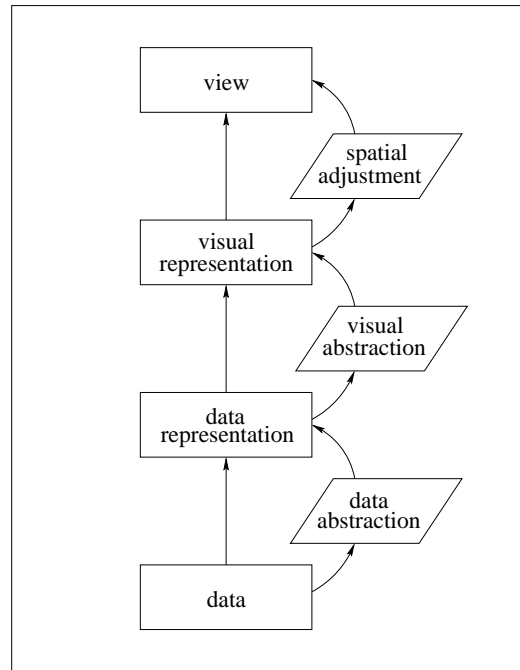 view
spatial
adjustment
visual
representation
visual
abstraction
data
representation
data
abstraction
data